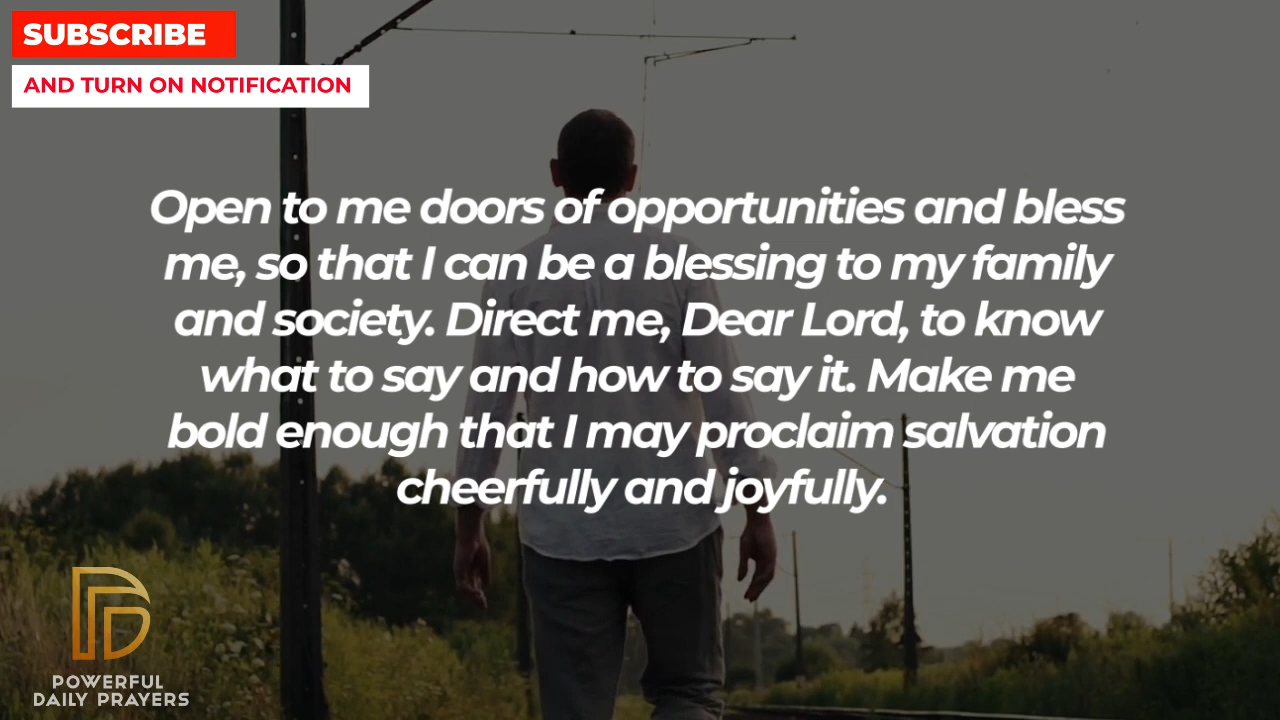 SUBSCRIBE
AND TURN ON NOTIFICATION
Open to me doors of opportunities and bless
me, so that I can be a blessing to my family
and society. Direct me, Dear Lord, to know
what to say and how to say it. Make me
bold enough that I may proclaim salvation
cheerfully and joyfully.
POWERFUL
DAILY PRAYERS